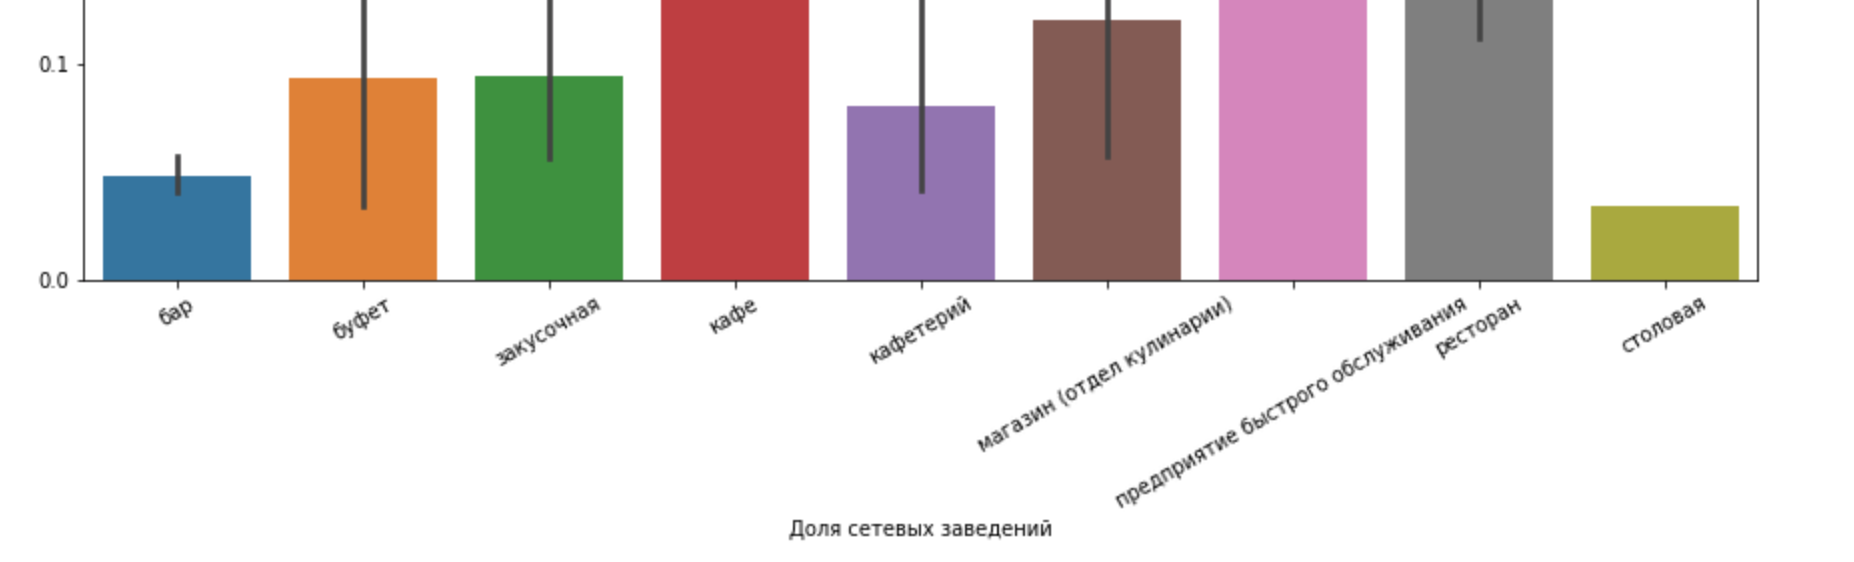 0.1
0.0
бар
буфет
закусочная
кафе
кафетерий
магазин (отдел кулинарии)
предприятие быстрого обслуживания
ресторан
столовая
Доля сетевых заведений